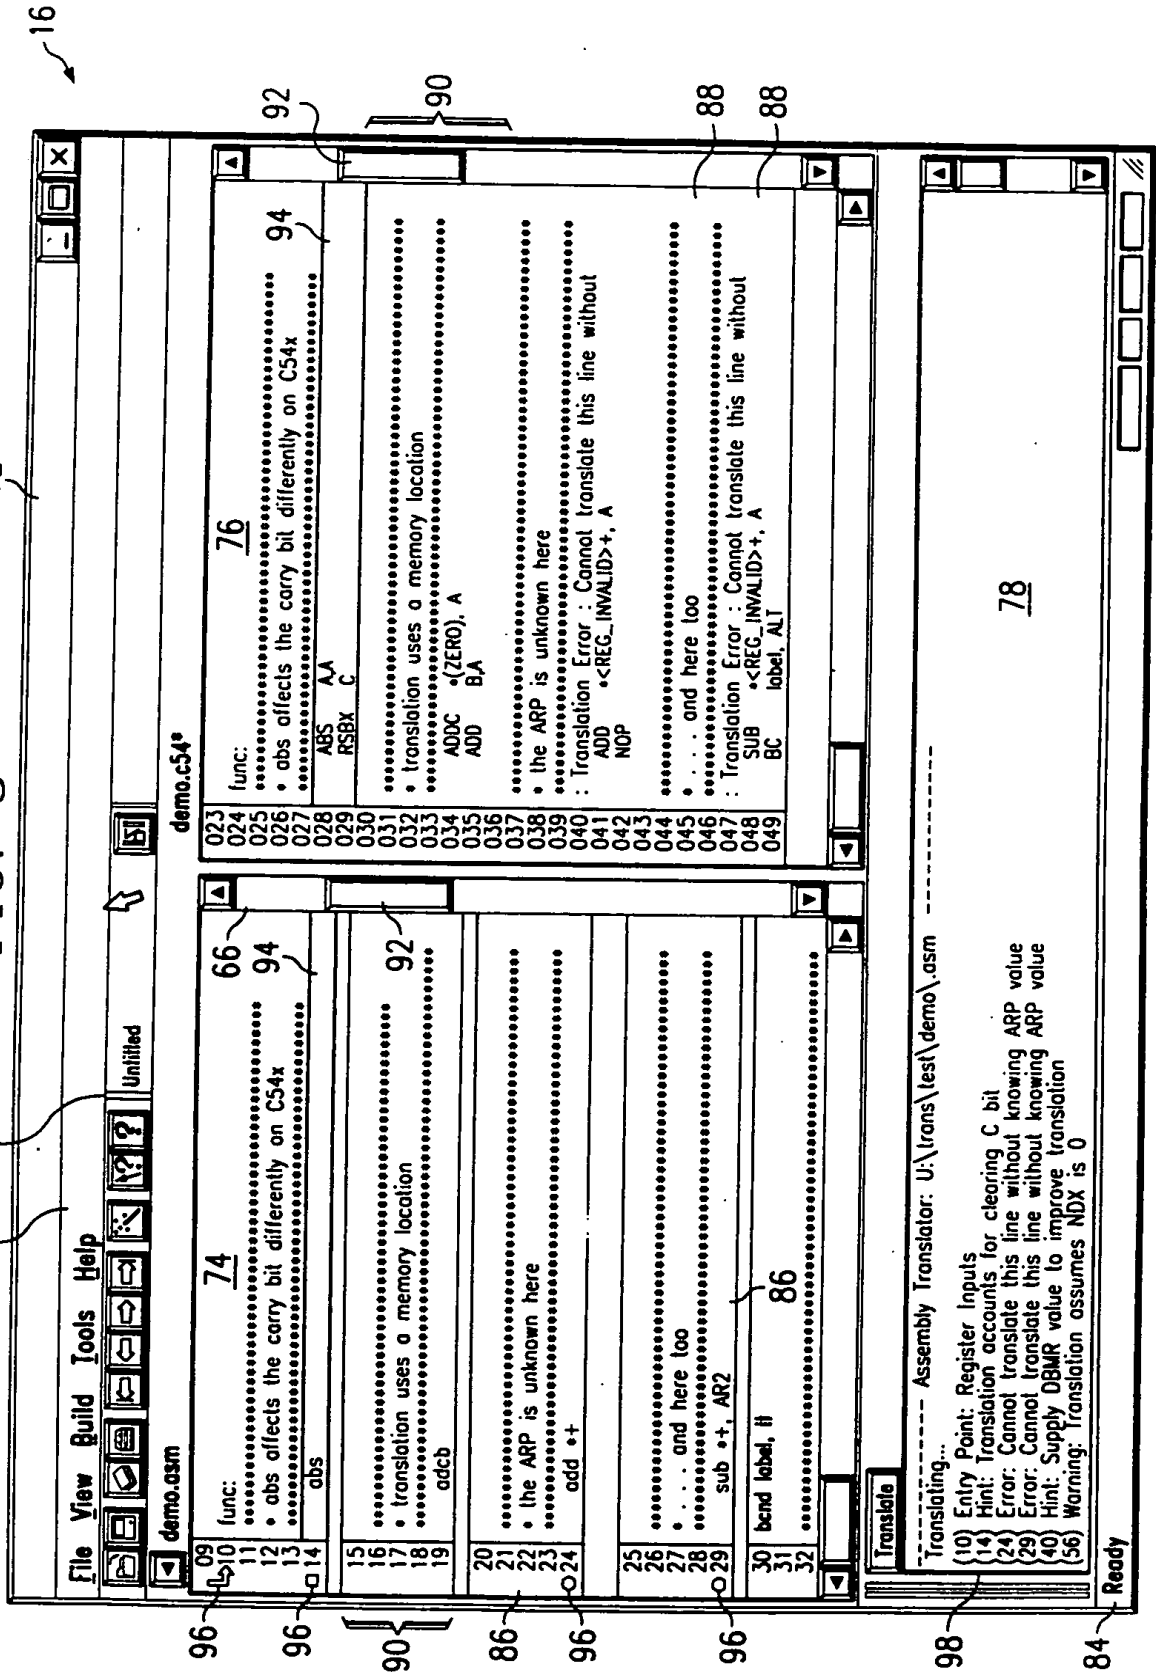 16
File View Build Tools Help
Untitled
demo.asm
74
66
09
10 func:
11 ******************************************
12 * abs affects the carry bit differently on C54x
13 ******************************************
14 abs
94
15
16 ******************************************
17 * translation uses a memory location
18 ******************************************
19 adcb
92
20
21 ******************************************
22 * the ARP is unknown here
23 ******************************************
24 add *+
25
26 ******************************************
27 * . . . and here too
28 ******************************************
29 sub *+, AR2
86
30 bcnd label, lt
31
32 ******************************************
96
96
90
86
96
96
demo.c54*
76
023
024 func:
025 ******************************************
026 * abs affects the carry bit differently on C54x
027 ******************************************
028 ABS A,A
029 RSBX C
94
030
031 ******************************************
032 * translation uses a memory location
033 ******************************************
034 ADDC *(ZERO), A
035 ADD B,A
036
037 ******************************************
038 * the ARP is unknown here
039 ******************************************
040 : Translation Error : Cannot translate this line without
041 ADD *<REG_INVALID>+, A
042 NOP
043
044 ******************************************
045 * . . . and here too
046 ******************************************
047 : Translation Error : Cannot translate this line without
048 SUB *<REG_INVALID>+, A
049 BC label, ALT
92
90
88
88
Translate
---------- Assembly Translator: U:\trans\test\demo\.asm ----------------
Translating...
(10) Entry Point: Register Inputs
(14) Hint: Translation accounts for clearing C bit
(24) Error: Cannot translate this line without knowing ARP value
(29) Error: Cannot translate this line without knowing ARP value
(40) Hint: Supply DBMR value to improve translation
(56) Warning: Translation assumes NDX is 0
78
98
Ready
84